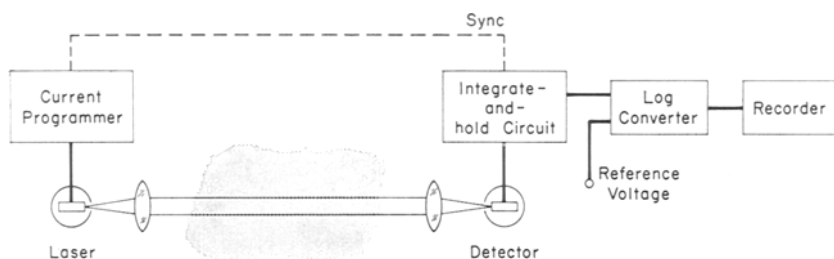 Sync
Current
Programmer
Integrate-
and-
hold Circuit
Log
Converter
Recorder
Reference
Voltage
Laser
Detector